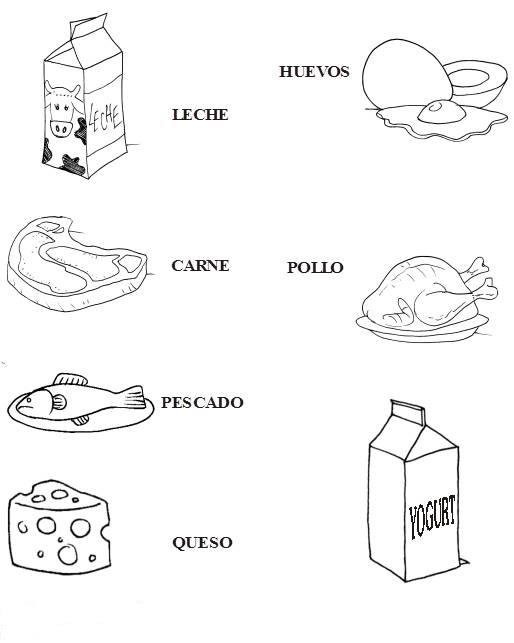 HUEVOS
LECHE
LECHE
CARNE
POLLO
PESCADO
YOGURT
QUESO